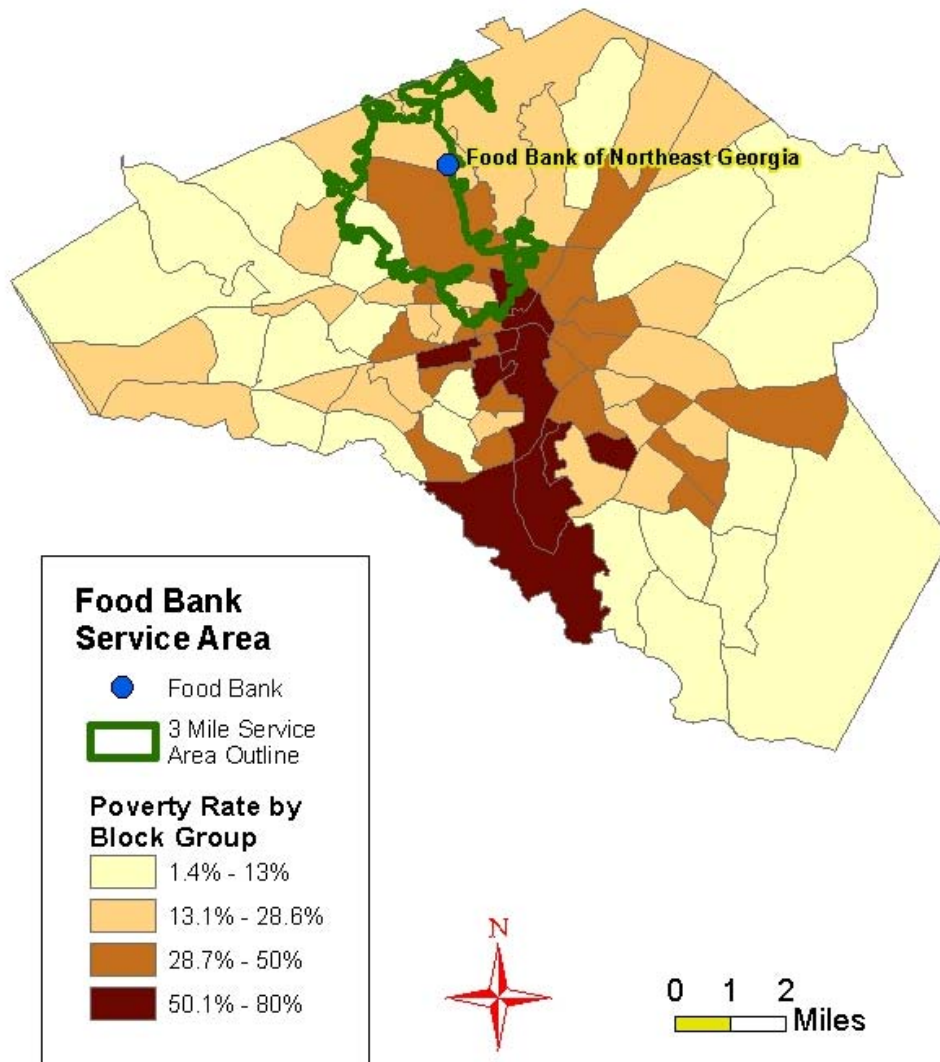 Food Bank of Northeast Georgia
Food Bank
Service Area
Food Bank
3 Mile Service
Area Outline
Poverty Rate by
Block Group
1.4% - 13%
13.1% - 28.6%
28.7% - 50%
50.1% - 80%
N
0 1 2
Miles